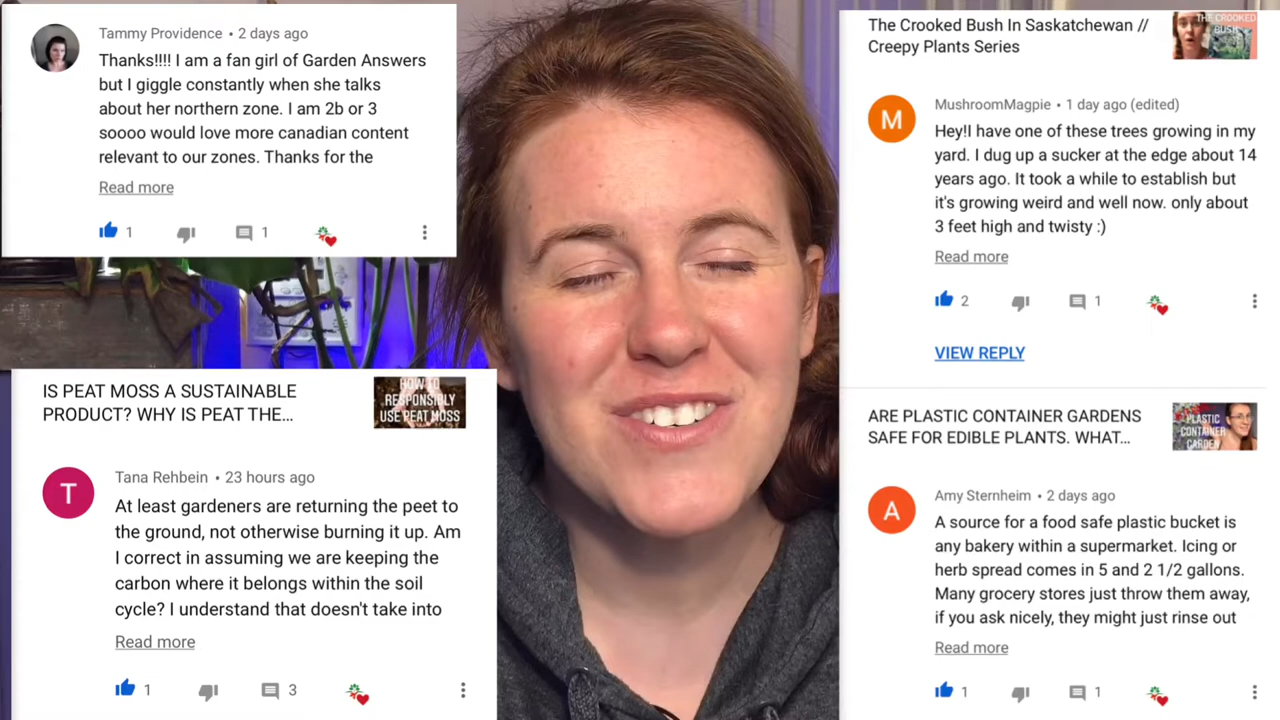 Tammy Providence • 2 days ago
Thanks!!!! I am a fan girl of Garden Answers
but I giggle constantly when she talks
about her northern zone. I am 2b or 3
soooo would love more canadian content
relevant to our zones. Thanks for the
Read more
1
1
IS PEAT MOSS A SUSTAINABLE
PRODUCT? WHY IS PEAT THE...
HOW TO
RESPONSIBLY
USE PEAT MOSS
T
Tana Rehbein • 23 hours ago
At least gardeners are returning the peet to
the ground, not otherwise burning it up. Am
I correct in assuming we are keeping the
carbon where it belongs within the soil
cycle? I understand that doesn't take into
Read more
1
3
The Crooked Bush In Saskatchewan //
Creepy Plants Series
THE CROOKED
BUSH
M
MushroomMagpie • 1 day ago (edited)
Hey!I have one of these trees growing in my
yard. I dug up a sucker at the edge about 14
years ago. It took a while to establish but
it's growing weird and well now. only about
3 feet high and twisty :)
Read more
2
1
VIEW REPLY
ARE PLASTIC CONTAINER GARDENS
SAFE FOR EDIBLE PLANTS. WHAT...
PLASTIC
CONTAINER
GARDEN
A
Amy Sternheim • 2 days ago
A source for a food safe plastic bucket is
any bakery within a supermarket. Icing or
herb spread comes in 5 and 2 1/2 gallons.
Many grocery stores just throw them away,
if you ask nicely, they might just rinse out
Read more
1
1